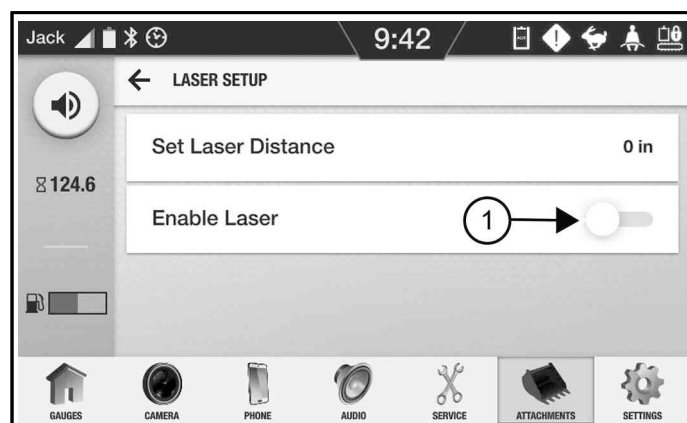 Jack 9:42
LASER SETUP
Set Laser Distance 0 in
124.6
Enable Laser 1
GAUGES CAMERA PHONE AUDIO SERVICE ATTACHMENTS SETTINGS